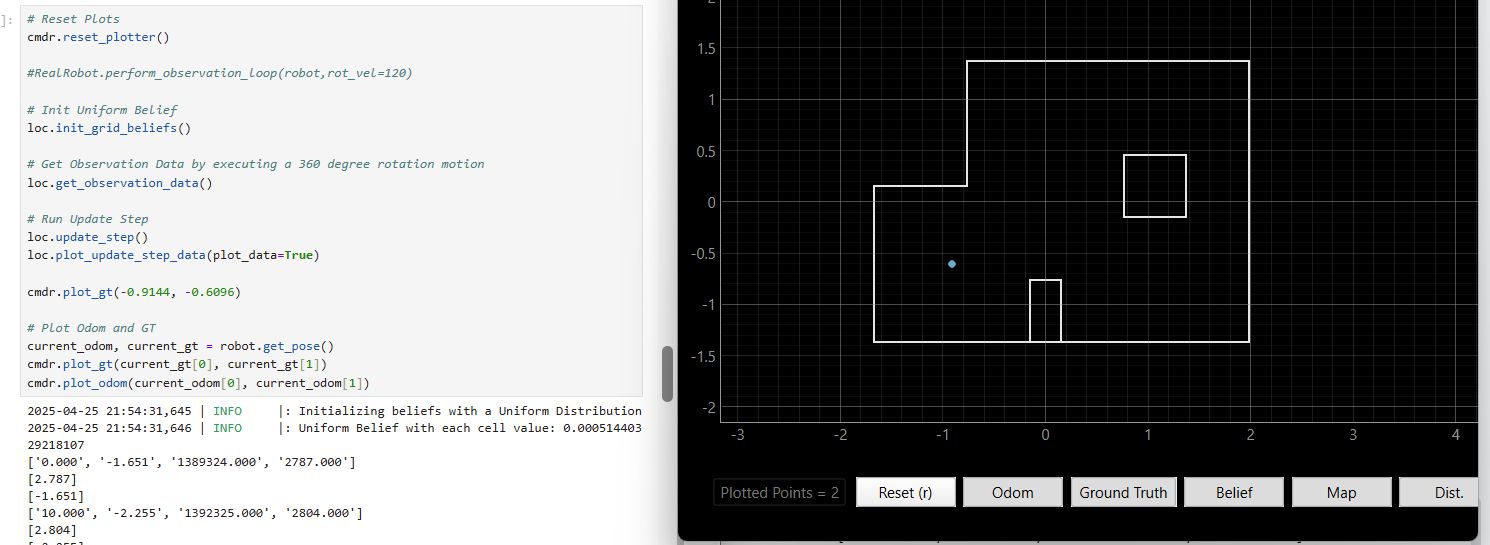 ]:
# Reset Plots
cmdr.reset_plotter()
#RealRobot.perform_observation_loop(robot,rot_vel=120)
# Init Uniform Belief
loc.init_grid_beliefs()
# Get Observation Data by executing a 360 degree rotation motion
loc.get_observation_data()
# Run Update Step
loc.update_step()
loc.plot_update_step_data(plot_data=True)
cmdr.plot_gt(-0.9144, -0.6096)
# Plot Odom and GT
current_odom, current_gt = robot.get_pose()
cmdr.plot_gt(current_gt[0], current_gt[1])
cmdr.plot_odom(current_odom[0], current_odom[1])
2025-04-25 21:54:31,645 | INFO     |: Initializing beliefs with a Uniform Distribution
2025-04-25 21:54:31,646 | INFO     |: Uniform Belief with each cell value: 0.000514403
29218107
['0.000', '-1.651', '1389324.000', '2787.000']
[2.787]
[-1.651]
['10.000', '-2.255', '1392325.000', '2804.000']
[2.804]
2
1.5
1
0.5
0
-0.5
-1
-1.5
-2
-3 -2 -1 0 1 2 3 4
Plotted Points = 2
Reset (r)
Odom
Ground Truth
Belief
Map
Dist.